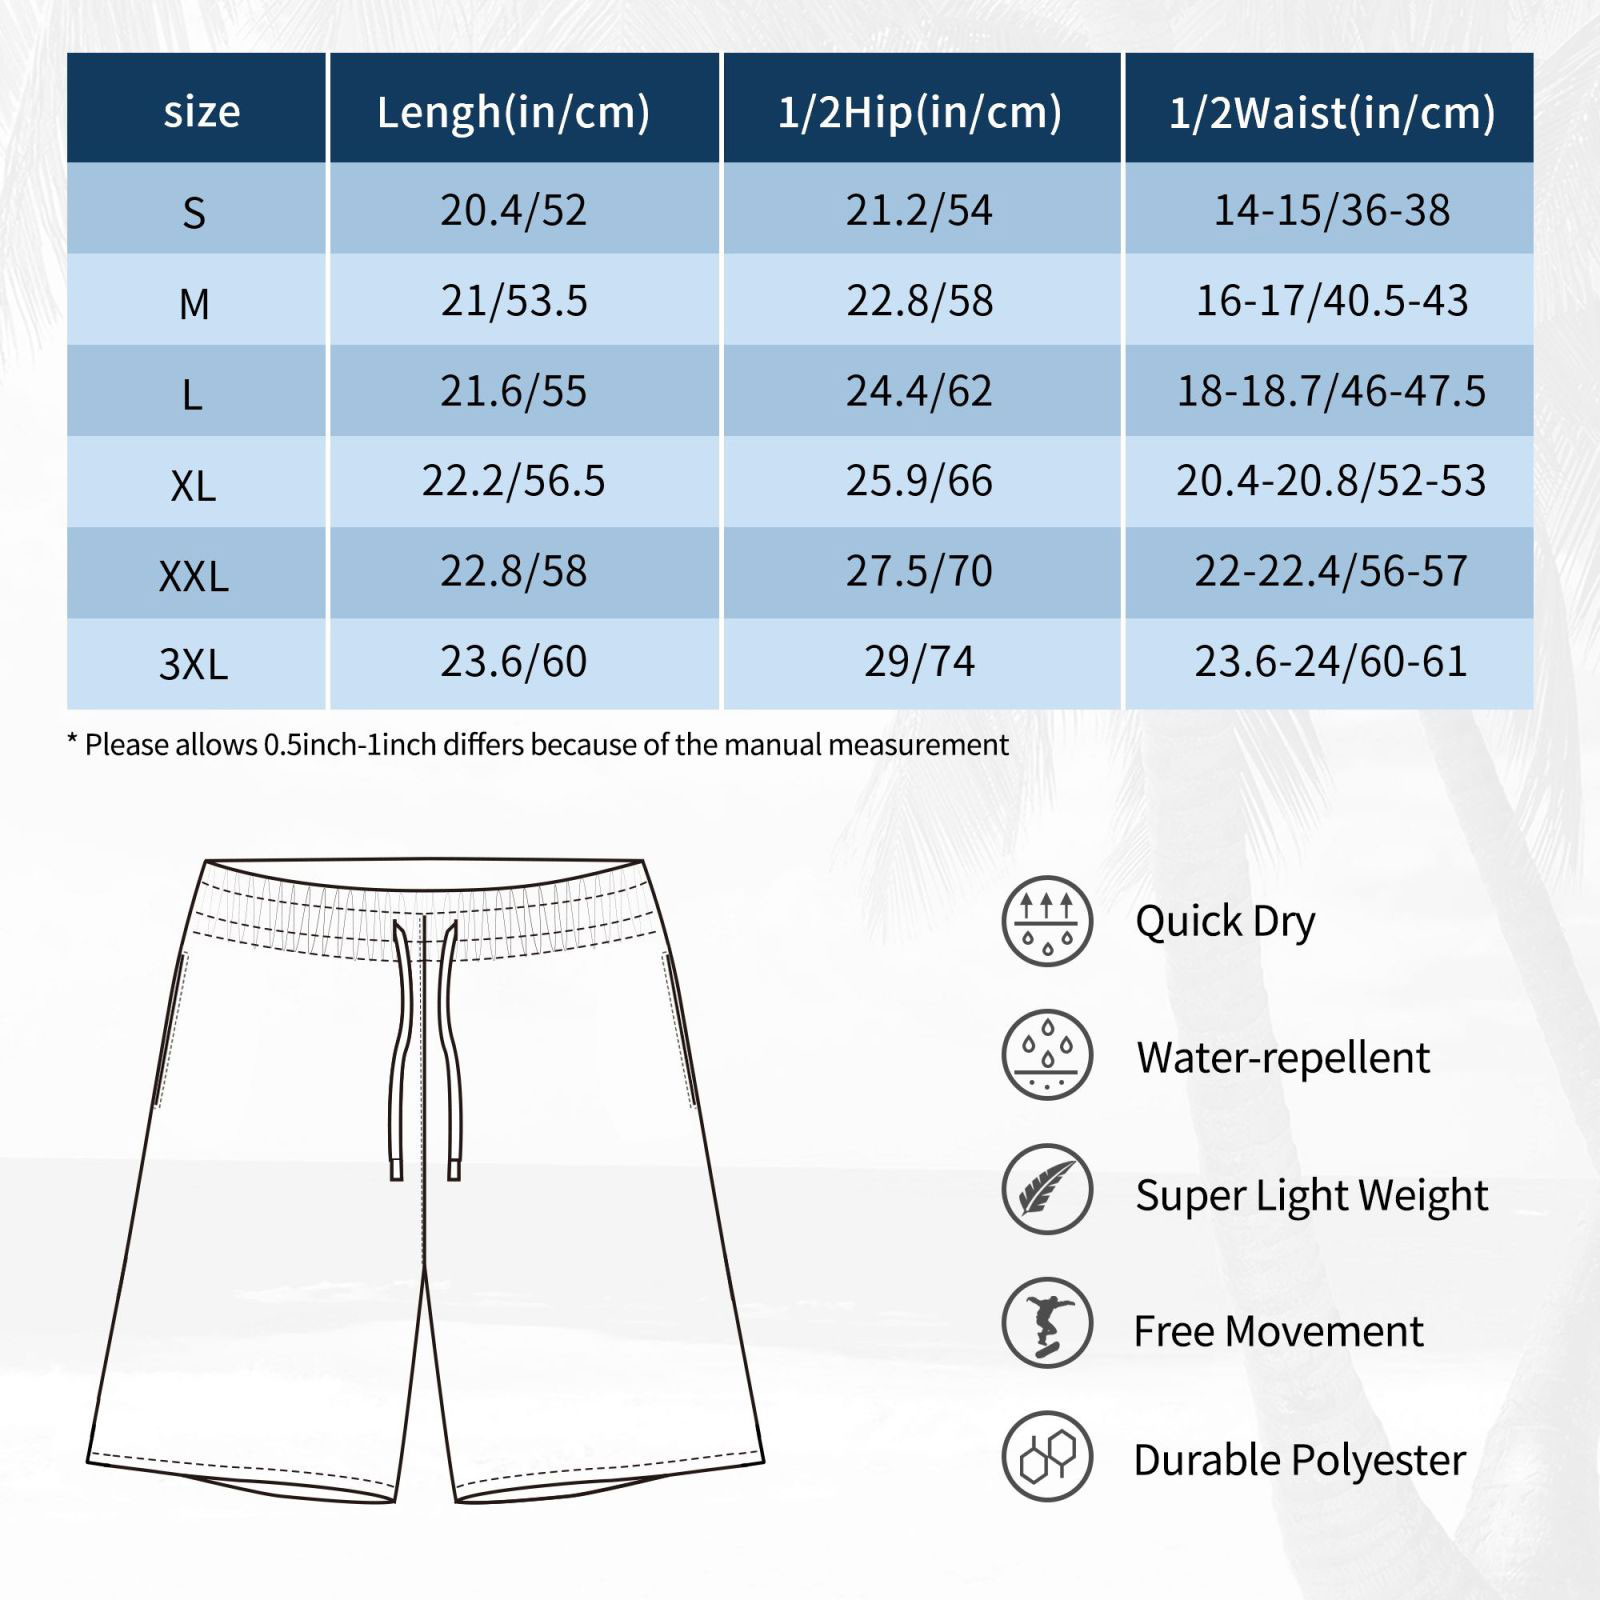 size Lengh(in/cm) 1/2Hip(in/cm) 1/2Waist(in/cm)
S 20.4/52 21.2/54 14-15/36-38
M 21/53.5 22.8/58 16-17/40.5-43
L 21.6/55 24.4/62 18-18.7/46-47.5
XL 22.2/56.5 25.9/66 20.4-20.8/52-53
XXL 22.8/58 27.5/70 22-22.4/56-57
3XL 23.6/60 29/74 23.6-24/60-61
* Please allows 0.5inch-1inch differs because of the manual measurement
Quick Dry
Water-repellent
Super Light Weight
Free Movement
Durable Polyester